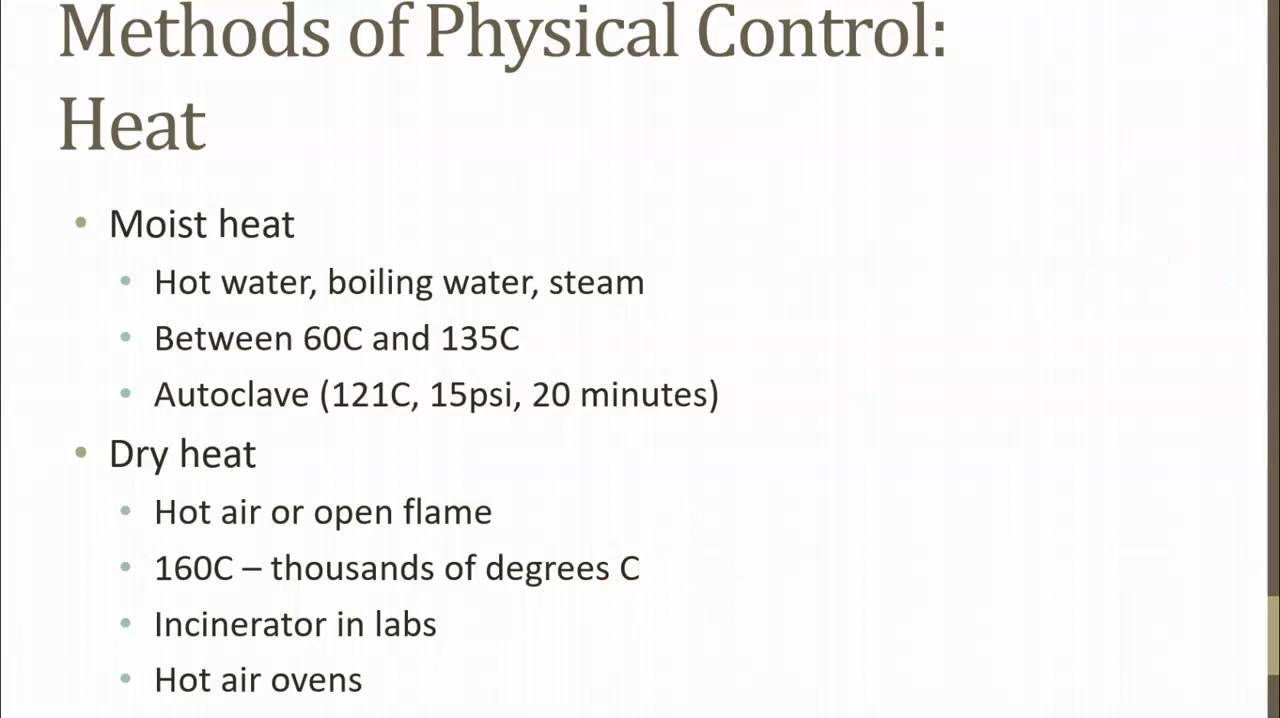 Methods of Physical Control:
Heat
• Moist heat
• Hot water, boiling water, steam
• Between 60C and 135C
• Autoclave (121C, 15psi, 20 minutes)
• Dry heat
• Hot air or open flame
• 160C – thousands of degrees C
• Incinerator in labs
• Hot air ovens